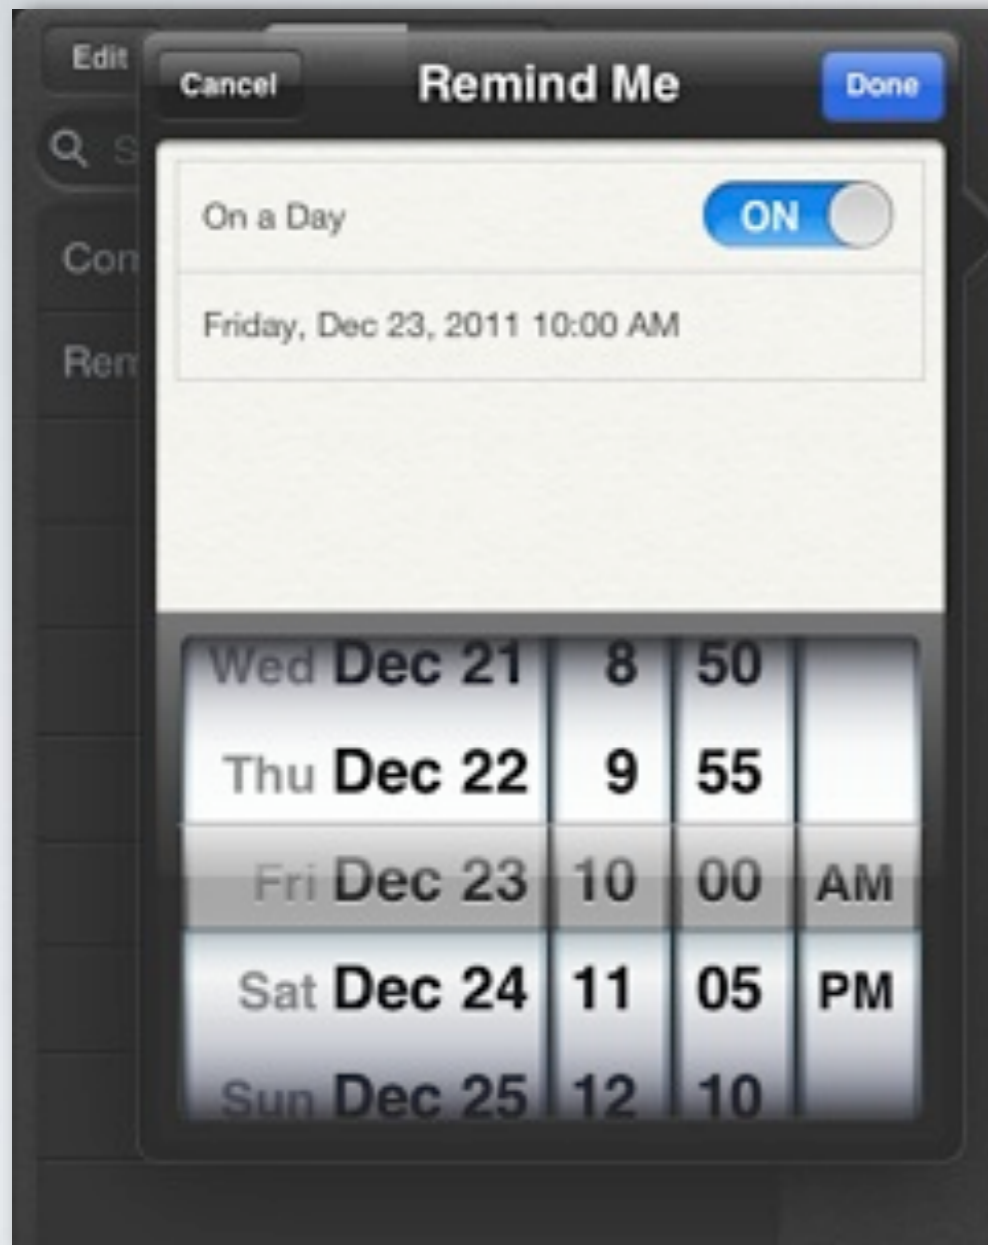 Edit
Cancel
Remind Me
Done
On a Day
ON
Friday, Dec 23, 2011 10:00 AM
Wed Dec 21 8 50
Thu Dec 22 9 55
Fri Dec 23 10 00 AM
Sat Dec 24 11 05 PM
Sun Dec 25 12 10